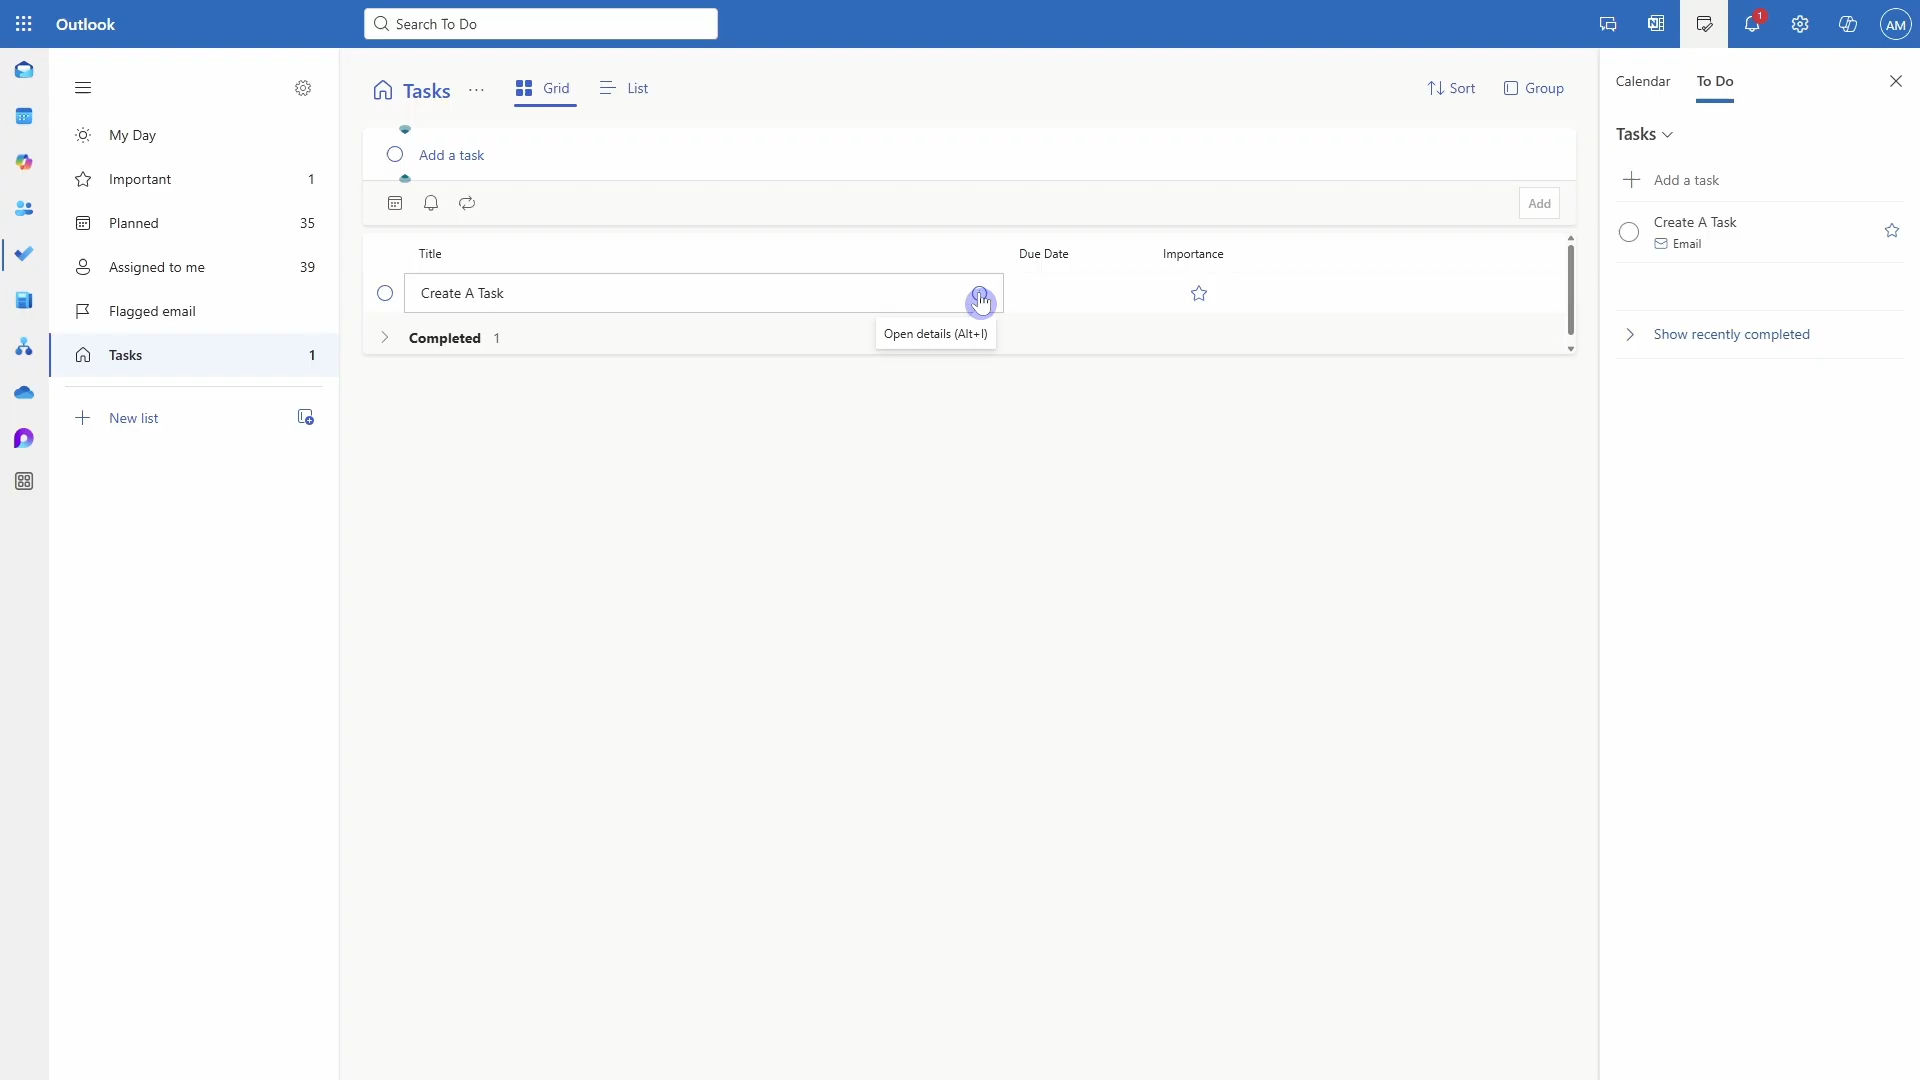 Outlook
Search To Do
1
AM
My Day
Important 1
Planned 35
Assigned to me 39
Flagged email
Tasks 1
New list
Tasks ··· Grid List
Sort Group
Add a task
Add
Title Due Date Importance
Create A Task
Open details (Alt+I)
Completed 1
Calendar To Do
Tasks
Add a task
Create A Task
Email
Show recently completed